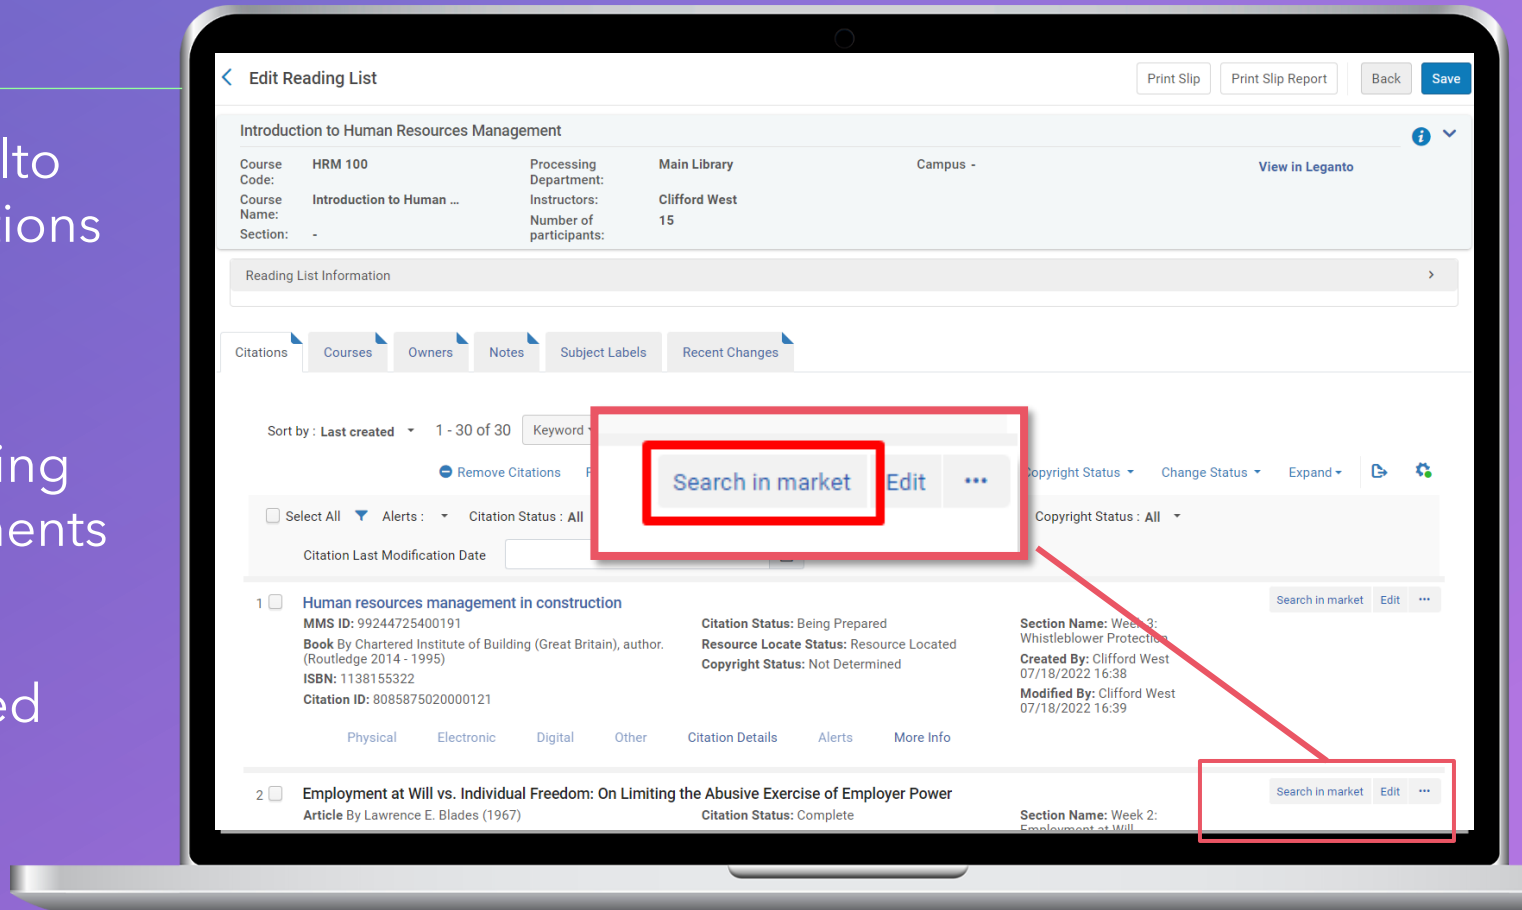 lto
tions
ing
nents
ed
Edit Reading List
Print Slip
Print Slip Report
Back
Save
Introduction to Human Resources Management
Course Code:
HRM 100
Processing Department:
Main Library
Campus -
View in Leganto
Course Name:
Introduction to Human ...
Instructors:
Clifford West
Number of participants:
15
Section:
-
Reading List Information
Citations
Courses
Owners
Notes
Subject Labels
Recent Changes
Sort by : Last created
1 - 30 of 30
Keyword
Search in market
Edit
•••
Remove Citations
Copyright Status
Change Status
Expand
Select All
Alerts :
Citation Status : All
Copyright Status : All
Citation Last Modification Date
1
Human resources management in construction
Search in market
Edit
•••
MMS ID: 99244725400191
Book By Chartered Institute of Building (Great Britain), author.
(Routledge 2014 - 1995)
ISBN: 1138155322
Citation ID: 8085875020000121
Citation Status: Being Prepared
Resource Locate Status: Resource Located
Copyright Status: Not Determined
Section Name: Week 3:
Whistleblower Protection
Created By: Clifford West
07/18/2022 16:38
Modified By: Clifford West
07/18/2022 16:39
Physical
Electronic
Digital
Other
Citation Details
Alerts
More Info
2
Employment at Will vs. Individual Freedom: On Limiting the Abusive Exercise of Employer Power
Search in market
Edit
•••
Article By Lawrence E. Blades (1967)
Citation Status: Complete
Section Name: Week 2:
Employment at Will